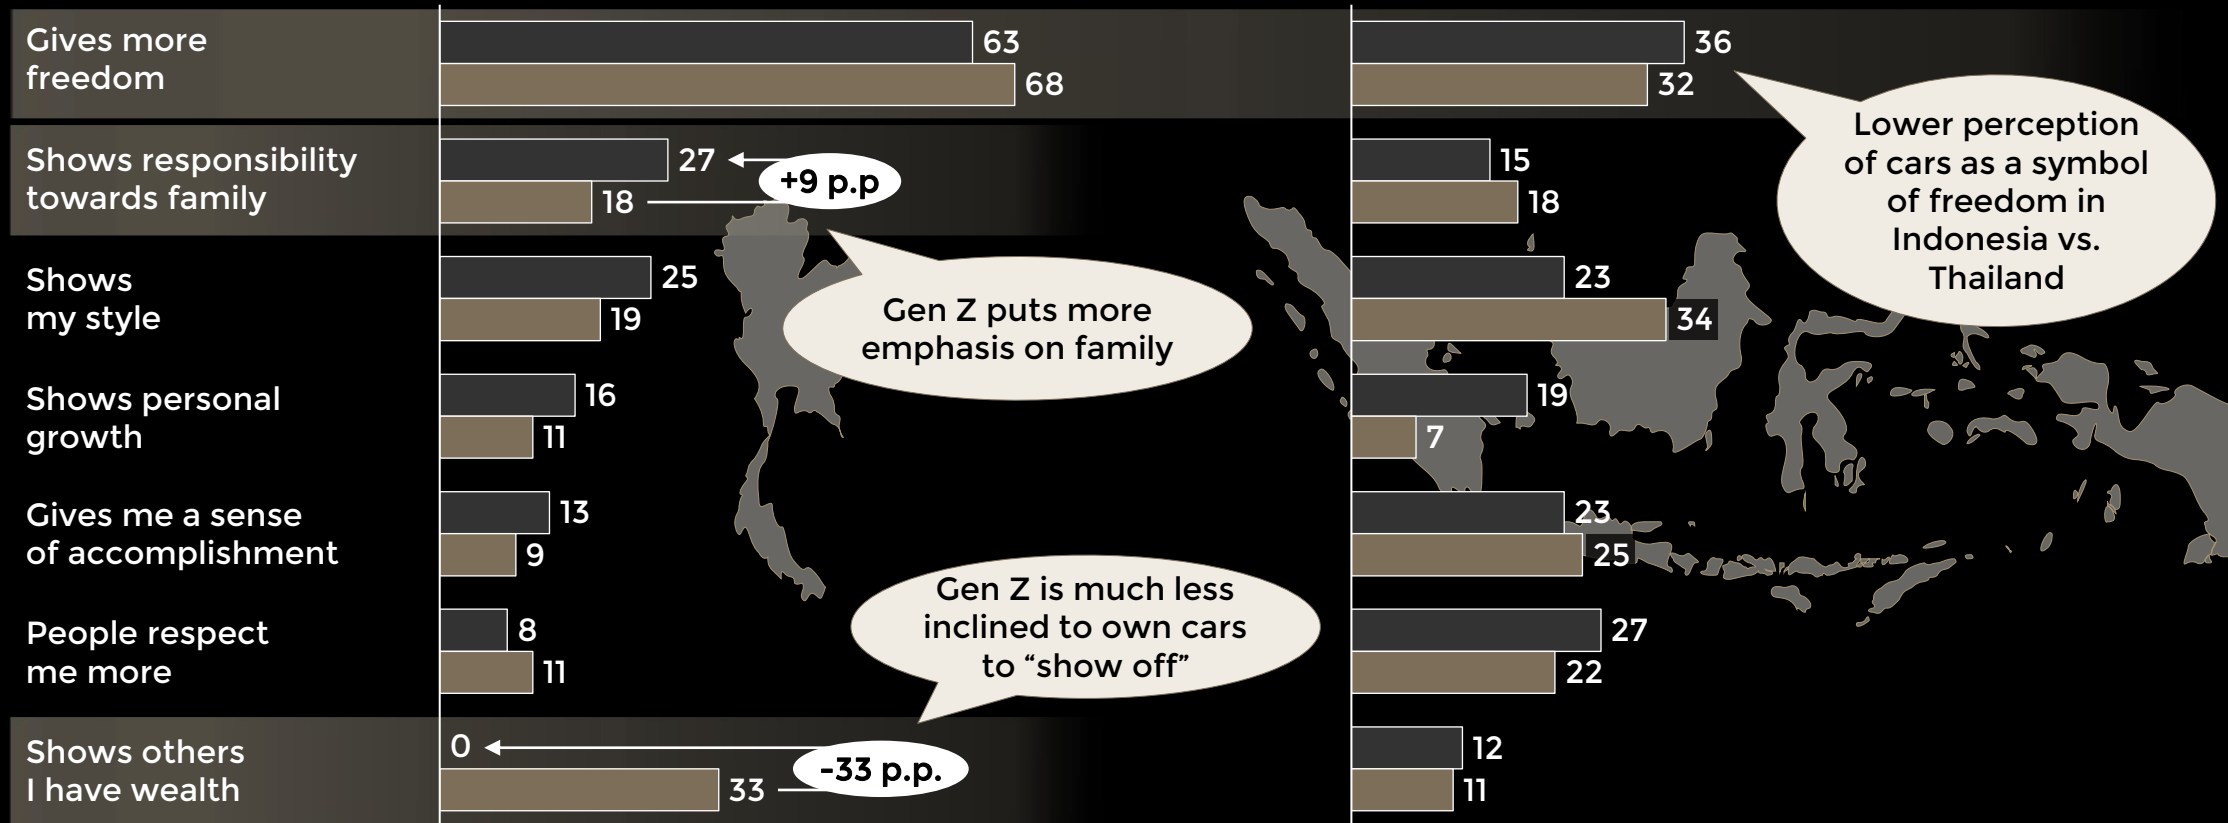 Gives more
freedom
63
68
36
32
Lower perception
of cars as a symbol
of freedom in
Indonesia vs.
Thailand
Shows responsibility
towards family
27
18
+9 p.p
15
18
Gen Z puts more
emphasis on family
Shows
my style
25
19
23
34
Shows personal
growth
16
11
19
7
Gives me a sense
of accomplishment
13
9
23
25
Gen Z is much less
inclined to own cars
to “show off”
People respect
me more
8
11
27
22
Shows others
I have wealth
0
33
-33 p.p.
12
11